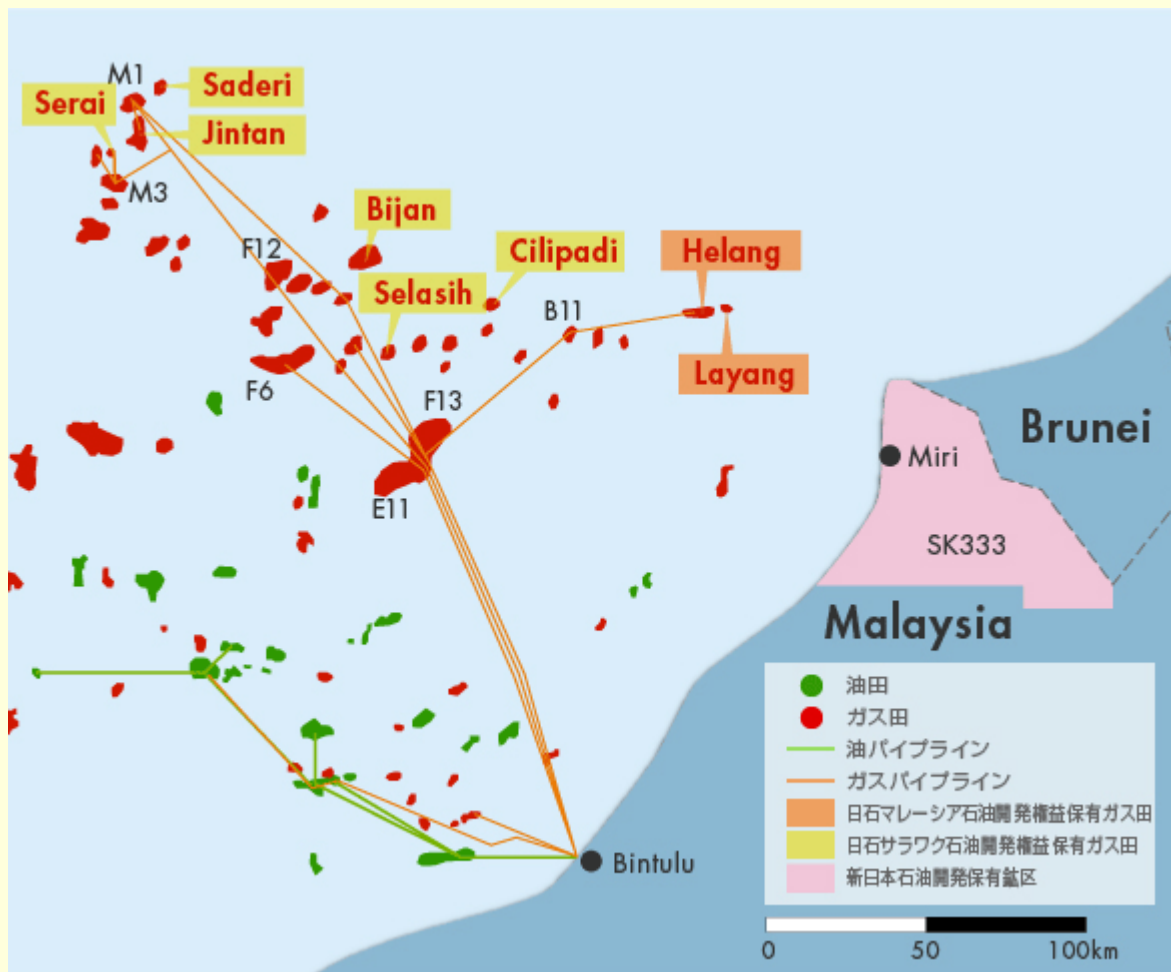 M1
Saderi
Serai
Jintan
M3
Bijan
F12
Cilipadi
Helang
Selasih
B11
Layang
F6
F13
Brunei
Miri
E11
SK333
Malaysia
油田
ガス田
油パイプライン
ガスパイプライン
日石マレーシア石油開発権益保有ガス田
日石サラワク石油開発権益保有ガス田
新日本石油開発保有鉱区
Bintulu
0 50 100km